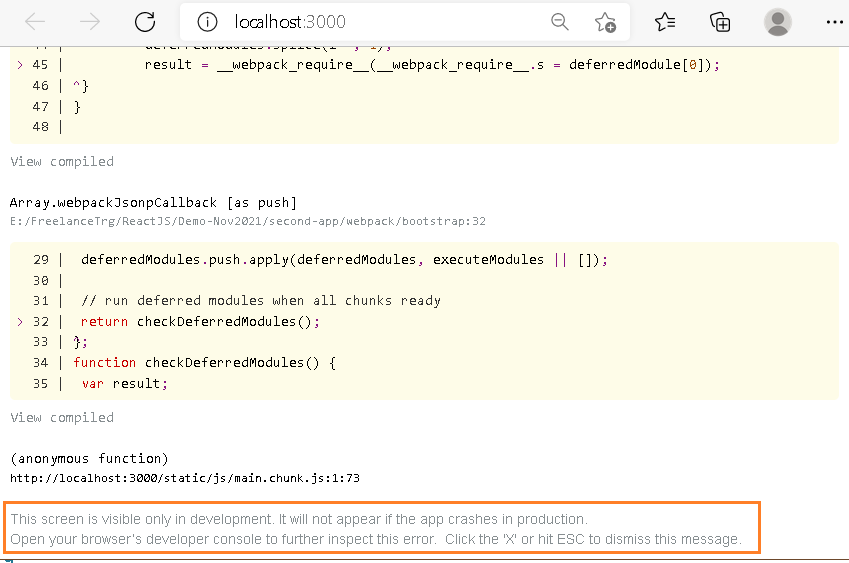 localhost:3000
> 45 | result = __webpack_require__(__webpack_require__.s = deferredModule[0]);
46 | ^}
47 | }
48 |
View compiled
Array.webpackJsonpCallback [as push]
E:/FreelanceTrg/ReactJS/Demo-Nov2021/second-app/webpack/bootstrap:32
29 | deferredModules.push.apply(deferredModules, executeModules || []);
30 |
31 | // run deferred modules when all chunks ready
> 32 | return checkDeferredModules();
33 | };
34 | function checkDeferredModules() {
35 | var result;
View compiled
(anonymous function)
http://localhost:3000/static/js/main.chunk.js:1:73
This screen is visible only in development. It will not appear if the app crashes in production.
Open your browser's developer console to further inspect this error. Click the 'X' or hit ESC to dismiss this message.